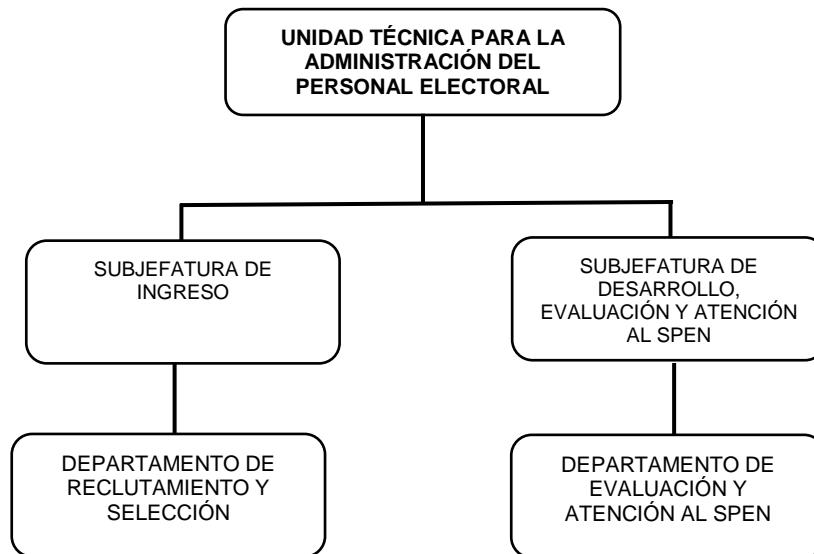 UNIDAD TÉCNICA PARA LA
ADMINISTRACIÓN DEL
PERSONAL ELECTORAL
SUBJEFATURA DE
INGRESO
SUBJEFATURA DE
DESARROLLO,
EVALUACIÓN Y ATENCIÓN
AL SPEN
DEPARTAMENTO DE
RECLUTAMIENTO Y
SELECCIÓN
DEPARTAMENTO DE
EVALUACIÓN Y
ATENCIÓN AL SPEN